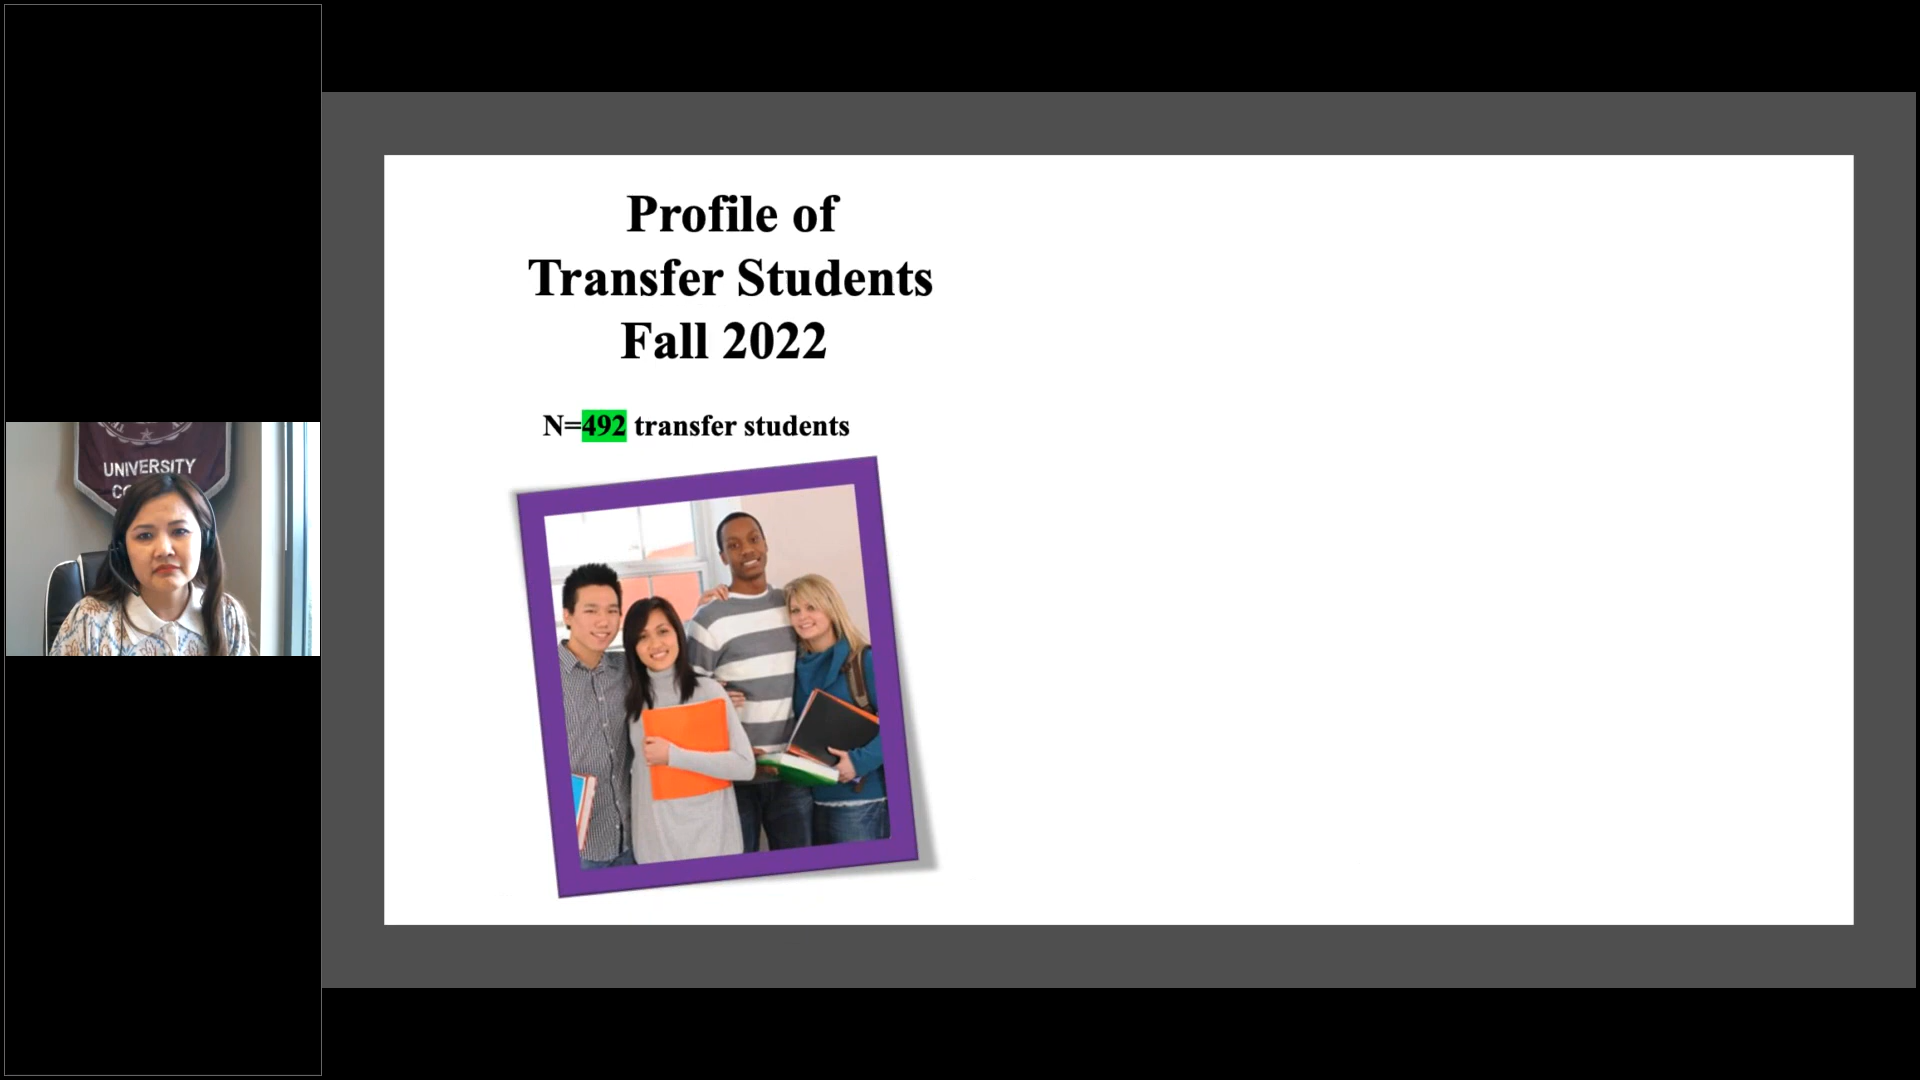 UNIVERSITY
Profile of
Transfer Students
Fall 2022
N=492 transfer students